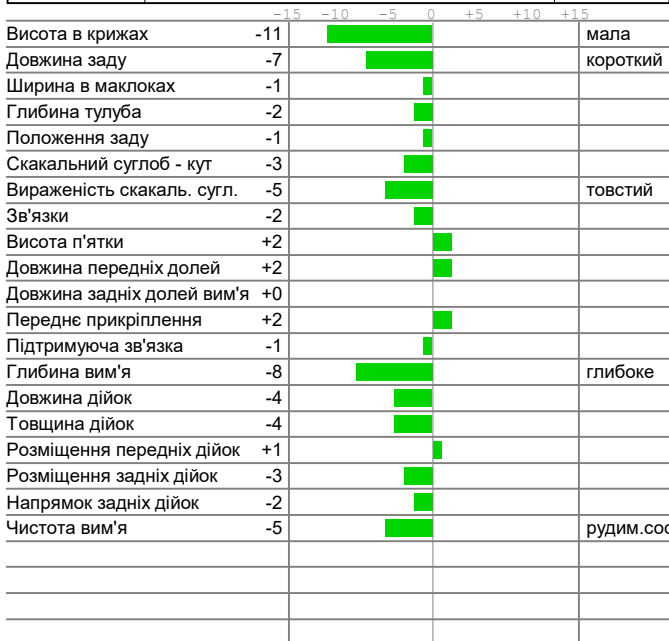 -15 -10 -5 0 +5 +10 +15
Висота в крижах -11 мала
Довжина заду -7 короткий
Ширина в маклоках -1
Глибина тулуба -2
Положення заду -1
Скакальний суглоб - кут -3
Вираженість скакаль. сугл. -5 товстий
Зв'язки -2
Висота п'ятки +2
Довжина передніх долей +2
Довжина задніх долей вим'я +0
Переднє прикріплення +2
Підтримуюча зв'язка -1
Глибина вим'я -8 глибоке
Довжина дійок -4
Товщина дійок -4
Розміщення передніх дійок +1
Розміщення задніх дійок -3
Напрямок задніх дійок -2
Чистота вим'я -5 рудим.сос